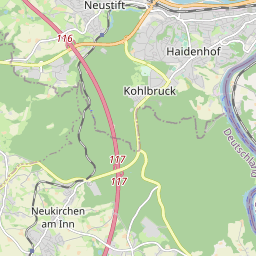 Neustift
116
Haidenhof
Kohlbruck
Deutschland
117
117
Neukirchen
am Inn